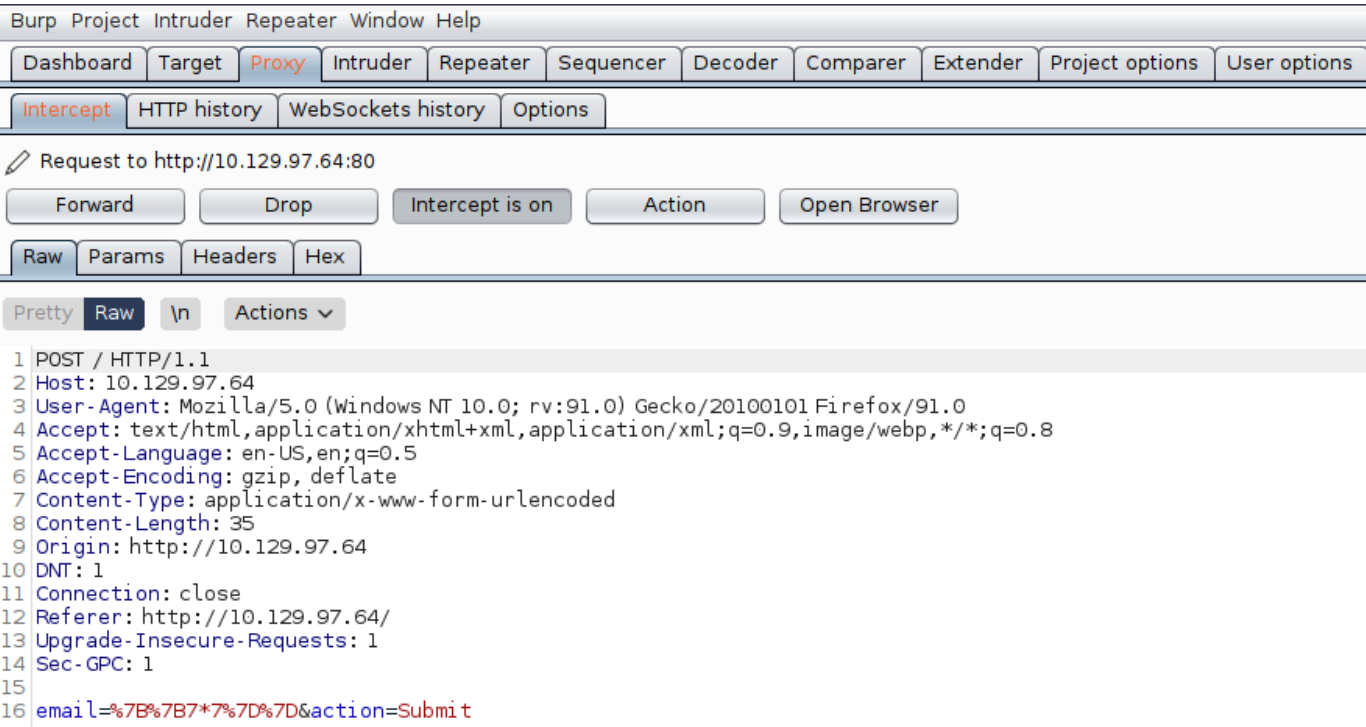 Burp Project Intruder Repeater Window Help
Dashboard Target Proxy Intruder Repeater Sequencer Decoder Comparer Extender Project options User options
Intercept HTTP history WebSockets history Options
Request to http://10.129.97.64:80
Forward Drop Intercept is on Action Open Browser
Raw Params Headers Hex
Pretty Raw \n Actions
1 POST / HTTP/1.1
2 Host: 10.129.97.64
3 User-Agent: Mozilla/5.0 (Windows NT 10.0; rv:91.0) Gecko/20100101 Firefox/91.0
4 Accept: text/html,application/xhtml+xml,application/xml;q=0.9,image/webp,*/*;q=0.8
5 Accept-Language: en-US,en;q=0.5
6 Accept-Encoding: gzip, deflate
7 Content-Type: application/x-www-form-urlencoded
8 Content-Length: 35
9 Origin: http://10.129.97.64
10 DNT: 1
11 Connection: close
12 Referer: http://10.129.97.64/
13 Upgrade-Insecure-Requests: 1
14 Sec-GPC: 1
15
16 email=%7B%7B7*7%7D%7D&action=Submit